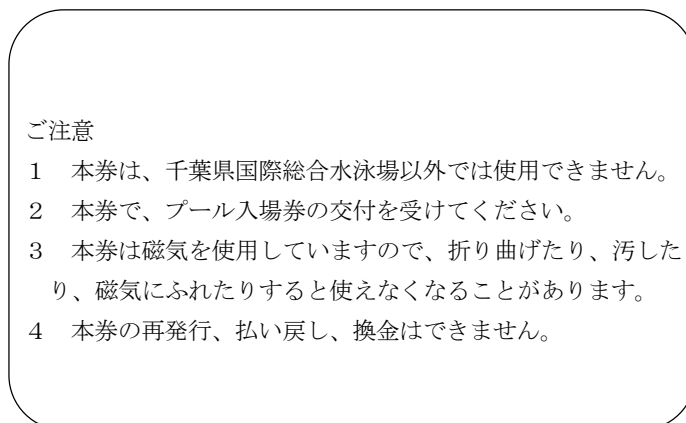 ご注意
１　本券は、千葉県国際総合水泳場以外では使用できません。
２　本券で、プール入場券の交付を受けてください。
３　本券は磁気を使用していますので、折り曲げたり、汚した
り、磁気にふれたりすると使えなくなることがあります。
４　本券の再発行、払い戻し、換金はできません。